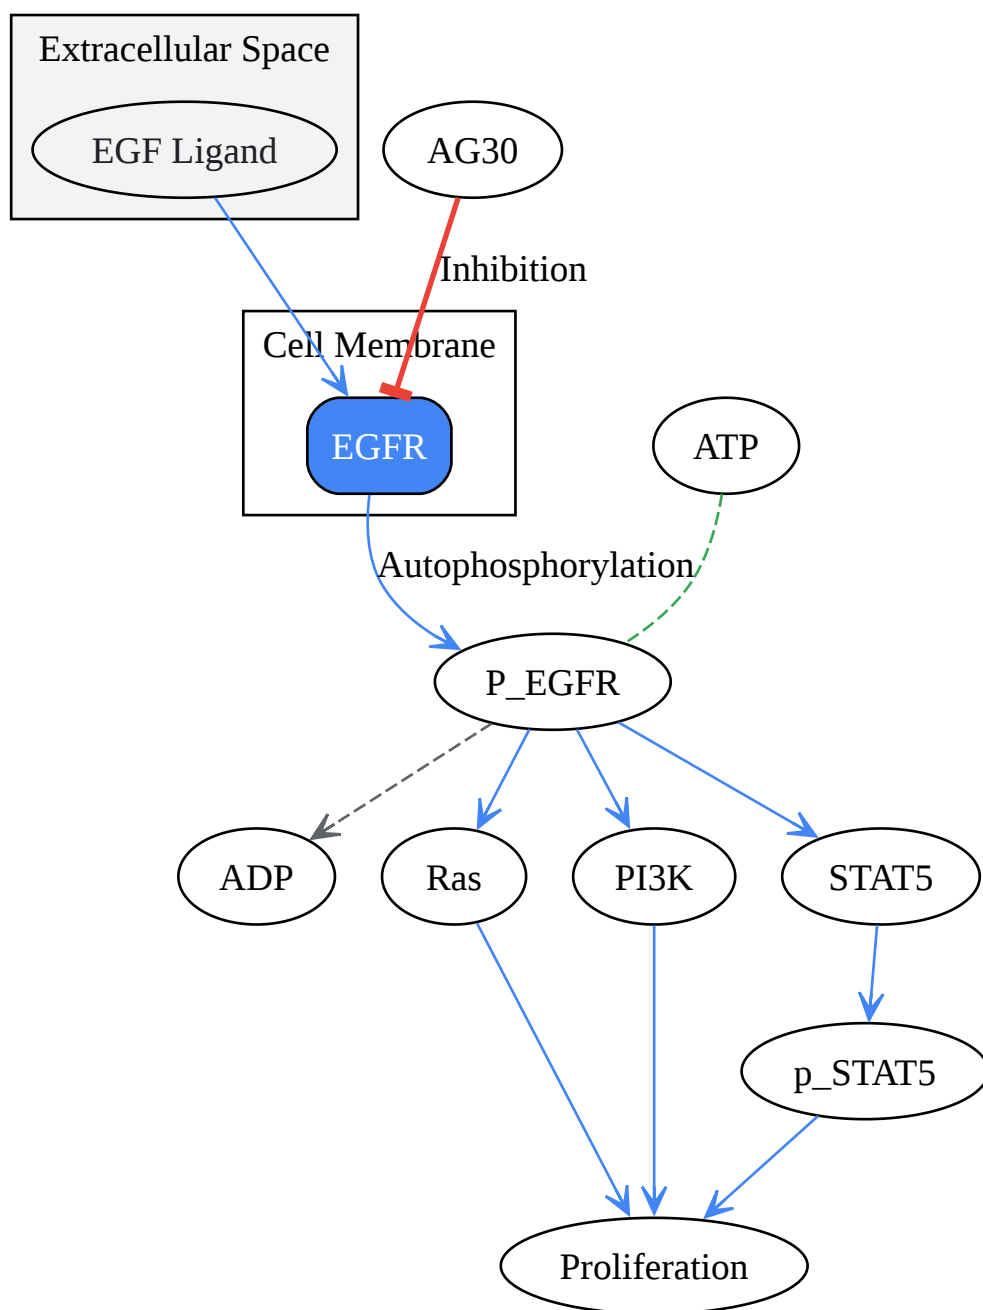 Extracellular Space
EGF Ligand
AG30
Inhibition
Cell Membrane
EGFR
ATP
Autophosphorylation
P_EGFR
ADP
Ras
PI3K
STAT5
p_STAT5
Proliferation